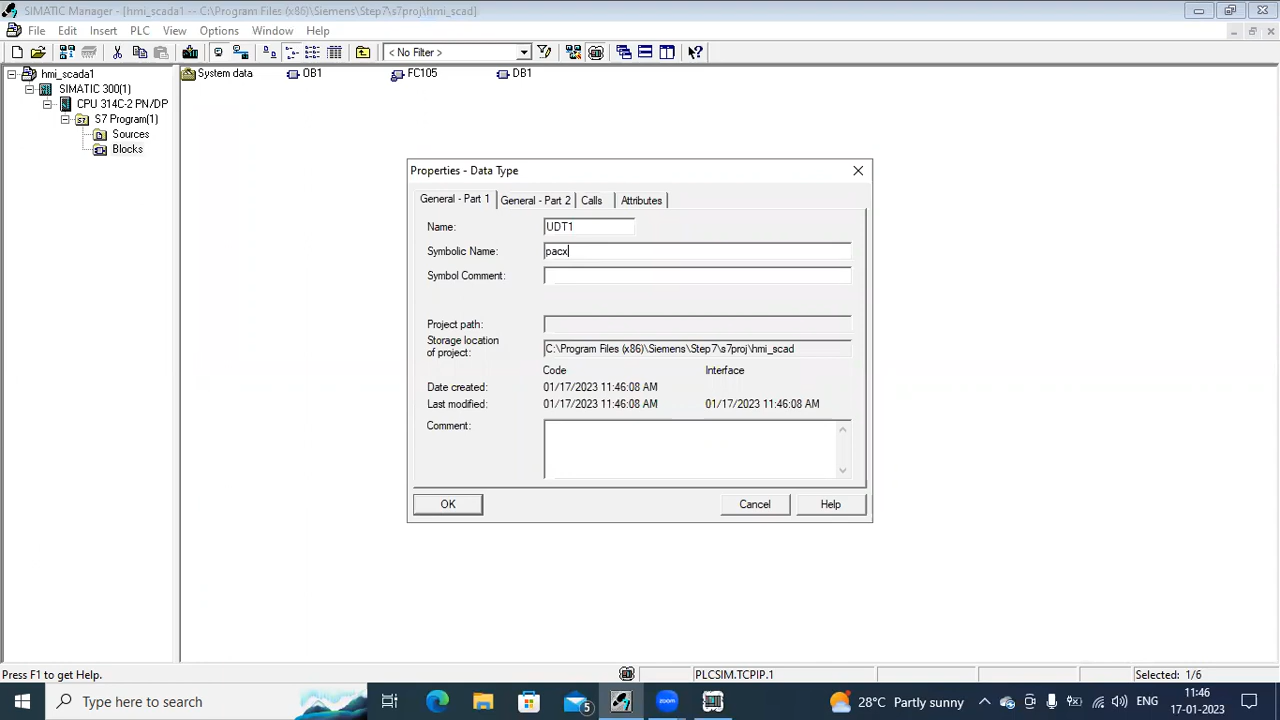 SIMATIC Manager - [hmi_scada1 -- C:\Program Files (x86)\Siemens\Step7\s7proj\hmi_scad]
File Edit Insert PLC View Options Window Help
< No Filter >
hmi_scada1
SIMATIC 300(1)
CPU 314C-2 PN/DP
S7 Program(1)
Sources
Blocks
System data OB1 FC105 DB1
Properties - Data Type
General - Part 1 General - Part 2 Calls Attributes
Name: UDT1
Symbolic Name: pacx
Symbol Comment:
Project path:
Storage location
of project: C:\Program Files (x86)\Siemens\Step7\s7proj\hmi_scad
Code Interface
Date created: 01/17/2023 11:46:08 AM
Last modified: 01/17/2023 11:46:08 AM 01/17/2023 11:46:08 AM
Comment:
OK Cancel Help
Press F1 to get Help. PLCSIM.TCPIP.1 Selected: 1/6
Type here to search 5 zoom 28°C Partly sunny ENG 11:46
17-01-2023